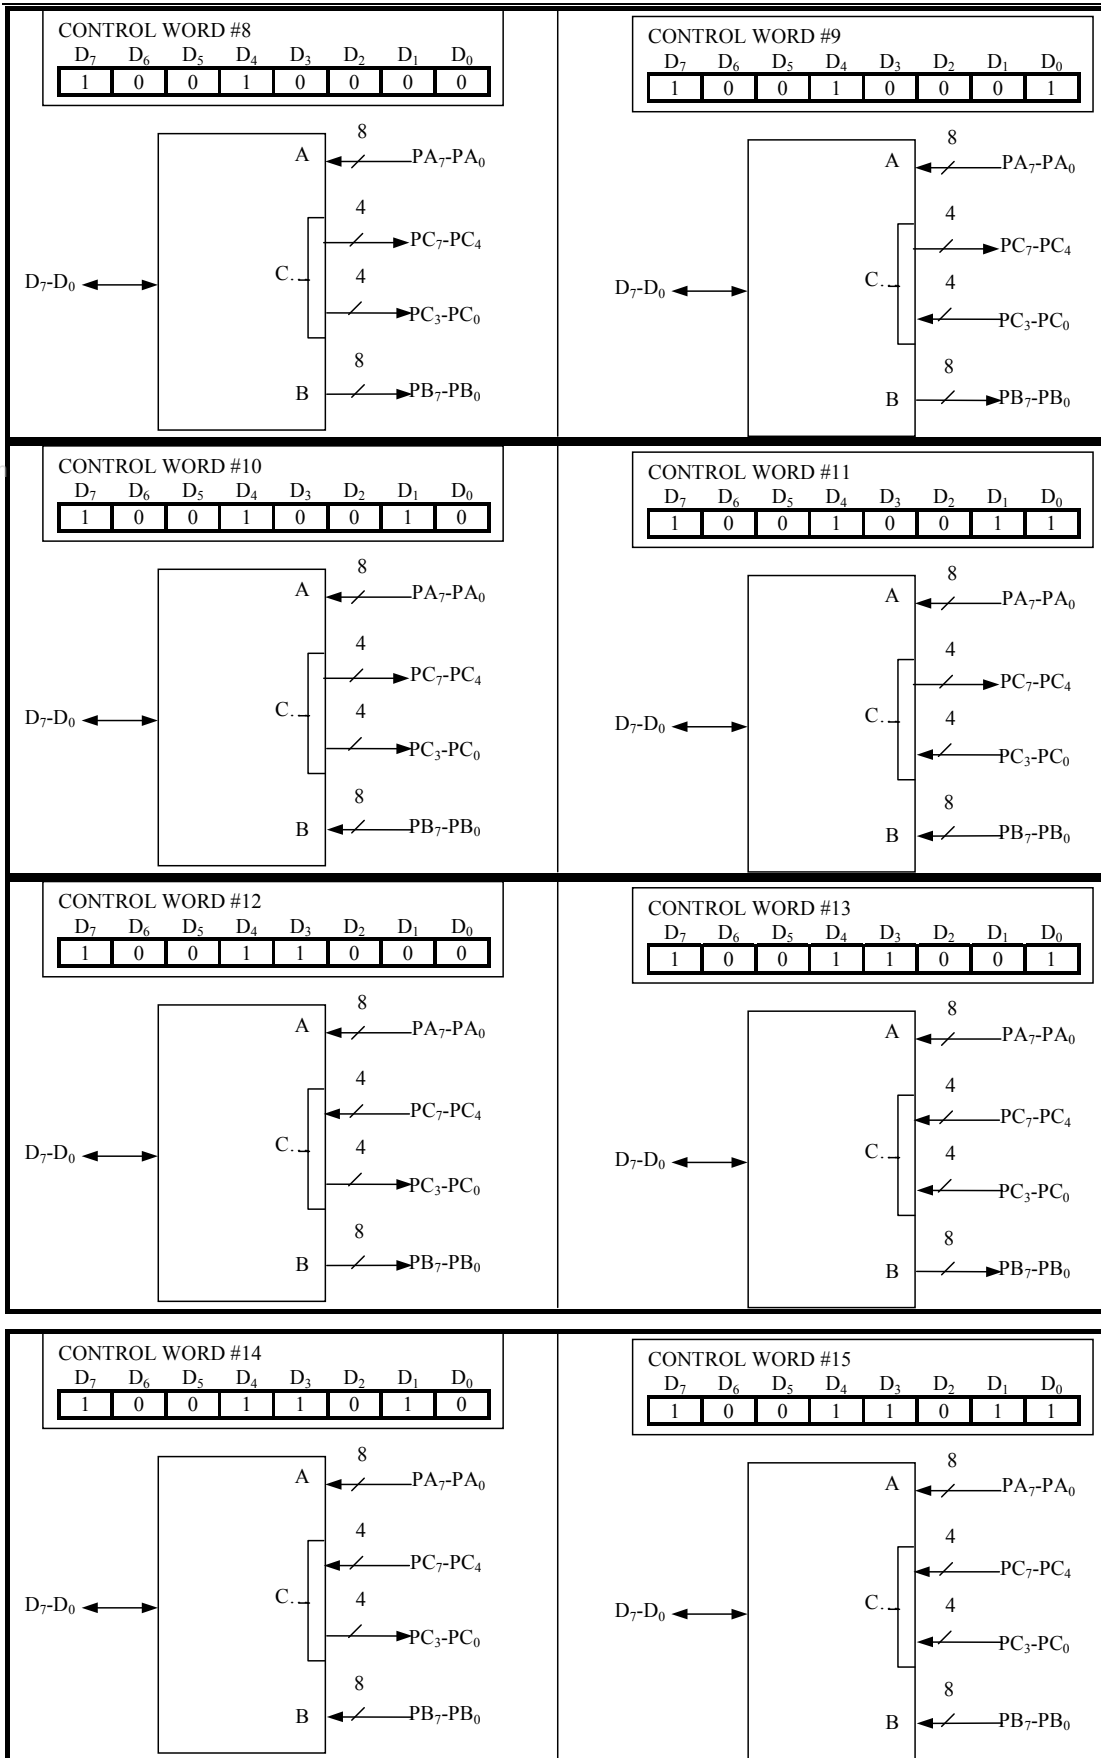 CONTROL WORD #8
D₇ D₆ D₅ D₄ D₃ D₂ D₁ D₀
1 0 0 1 0 0 0 0
8
A PA₇-PA₀
4
PC₇-PC₄
D₇-D₀ C. 4
PC₃-PC₀
8
B PB₇-PB₀
CONTROL WORD #9
D₇ D₆ D₅ D₄ D₃ D₂ D₁ D₀
1 0 0 1 0 0 0 1
8
A PA₇-PA₀
4
PC₇-PC₄
D₇-D₀ C. 4
PC₃-PC₀
8
B PB₇-PB₀
CONTROL WORD #10
D₇ D₆ D₅ D₄ D₃ D₂ D₁ D₀
1 0 0 1 0 0 1 0
8
A PA₇-PA₀
4
PC₇-PC₄
D₇-D₀ C. 4
PC₃-PC₀
8
B PB₇-PB₀
CONTROL WORD #11
D₇ D₆ D₅ D₄ D₃ D₂ D₁ D₀
1 0 0 1 0 0 1 1
8
A PA₇-PA₀
4
PC₇-PC₄
D₇-D₀ C. 4
PC₃-PC₀
8
B PB₇-PB₀
CONTROL WORD #12
D₇ D₆ D₅ D₄ D₃ D₂ D₁ D₀
1 0 0 1 1 0 0 0
8
A PA₇-PA₀
4
PC₇-PC₄
D₇-D₀ C. 4
PC₃-PC₀
8
B PB₇-PB₀
CONTROL WORD #13
D₇ D₆ D₅ D₄ D₃ D₂ D₁ D₀
1 0 0 1 1 0 0 1
8
A PA₇-PA₀
4
PC₇-PC₄
D₇-D₀ C. 4
PC₃-PC₀
8
B PB₇-PB₀
CONTROL WORD #14
D₇ D₆ D₅ D₄ D₃ D₂ D₁ D₀
1 0 0 1 1 0 1 0
8
A PA₇-PA₀
4
PC₇-PC₄
D₇-D₀ C. 4
PC₃-PC₀
8
B PB₇-PB₀
CONTROL WORD #15
D₇ D₆ D₅ D₄ D₃ D₂ D₁ D₀
1 0 0 1 1 0 1 1
8
A PA₇-PA₀
4
PC₇-PC₄
D₇-D₀ C. 4
PC₃-PC₀
8
B PB₇-PB₀